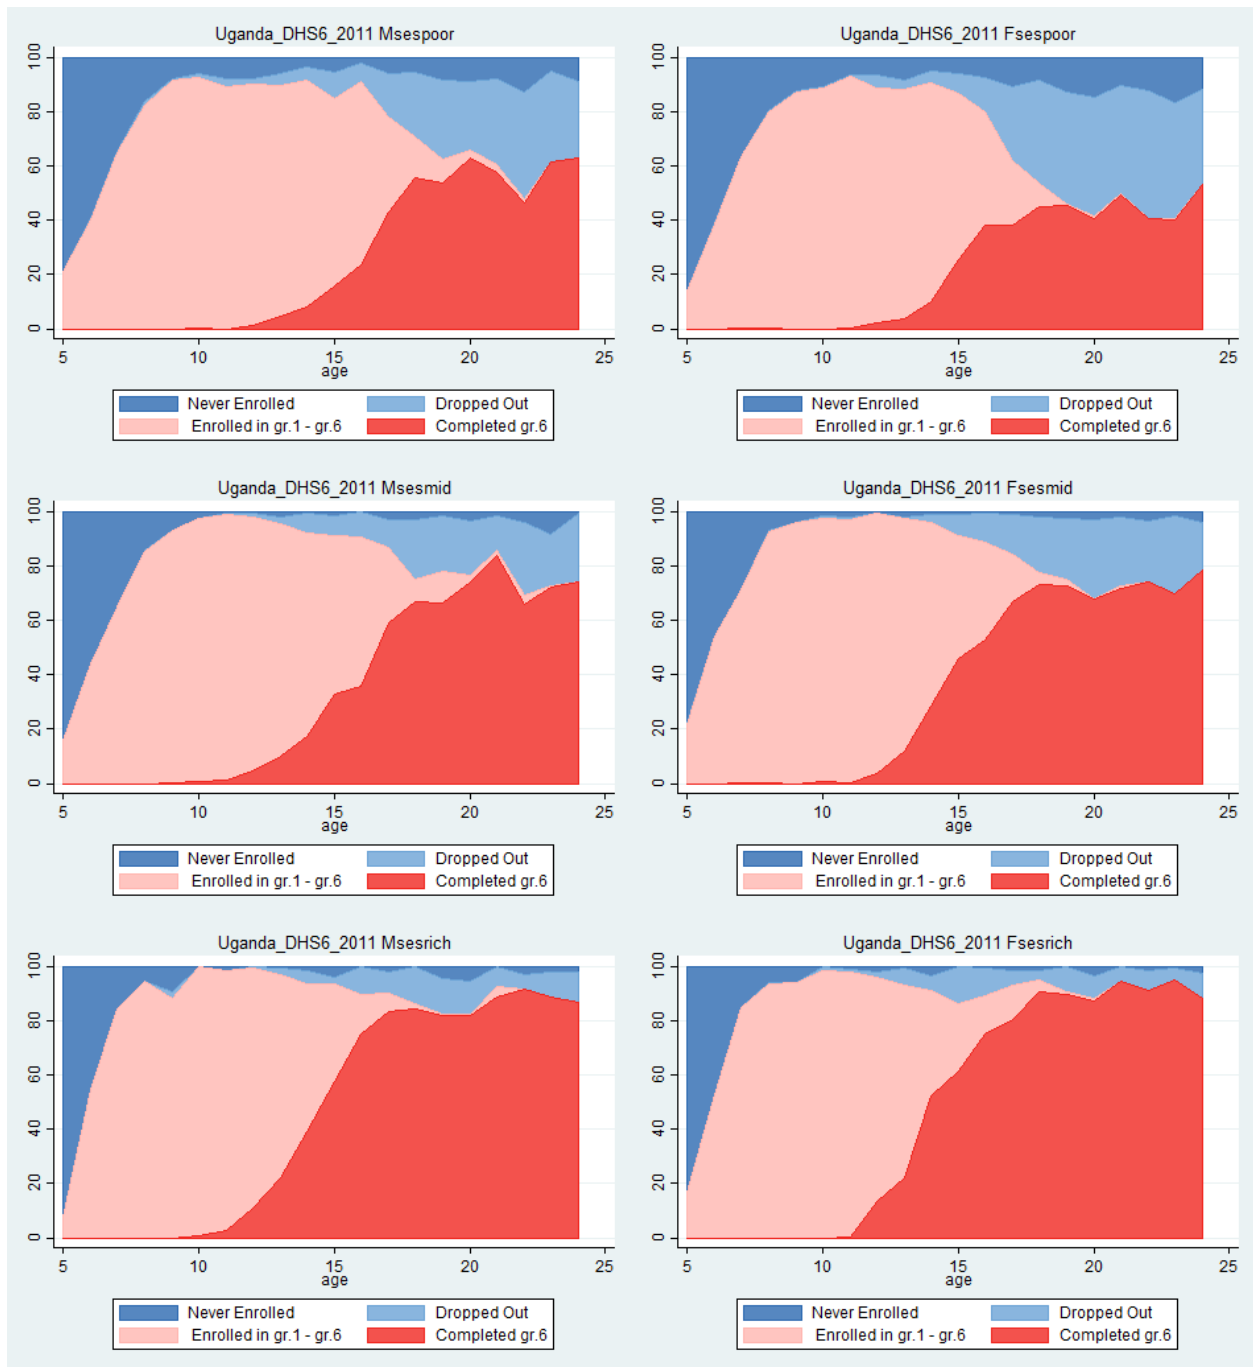 Uganda_DHS6_2011 Msespoor
100
80
60
40
20
0
5 10 15 20 25
age
Never Enrolled Dropped Out
Enrolled in gr.1 - gr.6 Completed gr.6
Uganda_DHS6_2011 Fsespoor
100
80
60
40
20
0
5 10 15 20 25
age
Never Enrolled Dropped Out
Enrolled in gr.1 - gr.6 Completed gr.6
Uganda_DHS6_2011 Msesmid
100
80
60
40
20
0
5 10 15 20 25
age
Never Enrolled Dropped Out
Enrolled in gr.1 - gr.6 Completed gr.6
Uganda_DHS6_2011 Fsesmid
100
80
60
40
20
0
5 10 15 20 25
age
Never Enrolled Dropped Out
Enrolled in gr.1 - gr.6 Completed gr.6
Uganda_DHS6_2011 Msesrich
100
80
60
40
20
0
5 10 15 20 25
age
Never Enrolled Dropped Out
Enrolled in gr.1 - gr.6 Completed gr.6
Uganda_DHS6_2011 Fsesrich
100
80
60
40
20
0
5 10 15 20 25
age
Never Enrolled Dropped Out
Enrolled in gr.1 - gr.6 Completed gr.6